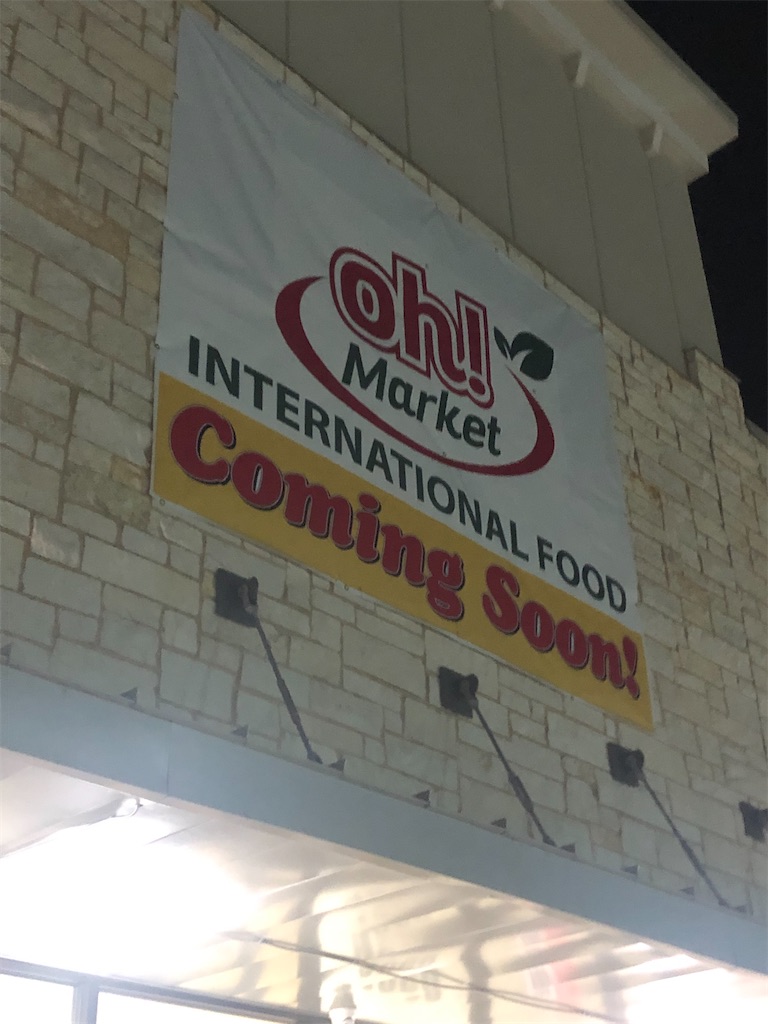 oh!
Market
INTERNATIONAL FOOD
Coming Soon!